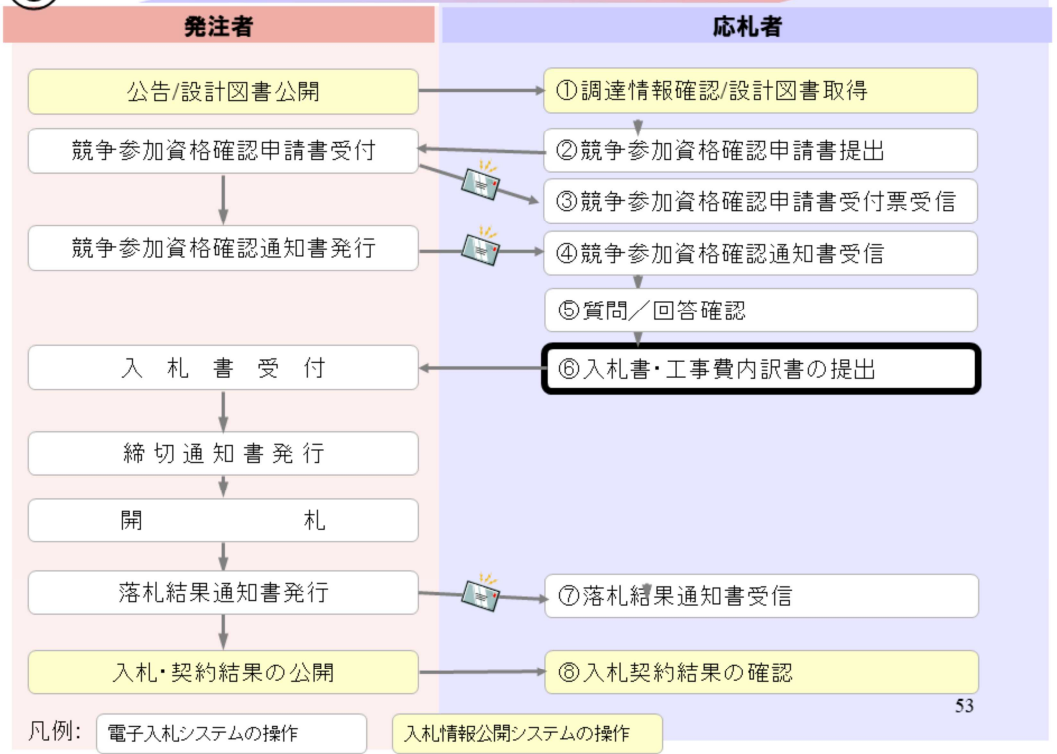 発注者
応札者
公告/設計図書公開
①調達情報確認/設計図書取得
競争参加資格確認申請書受付
②競争参加資格確認申請書提出
③競争参加資格確認申請書受付票受信
競争参加資格確認通知書発行
④競争参加資格確認通知書受信
⑤質問／回答確認
入札書受付
⑥入札書・工事費内訳書の提出
締切通知書発行
開札
落札結果通知書発行
⑦落札結果通知書受信
入札・契約結果の公開
⑧入札契約結果の確認
53
凡例:
電子入札システムの操作
入札情報公開システムの操作